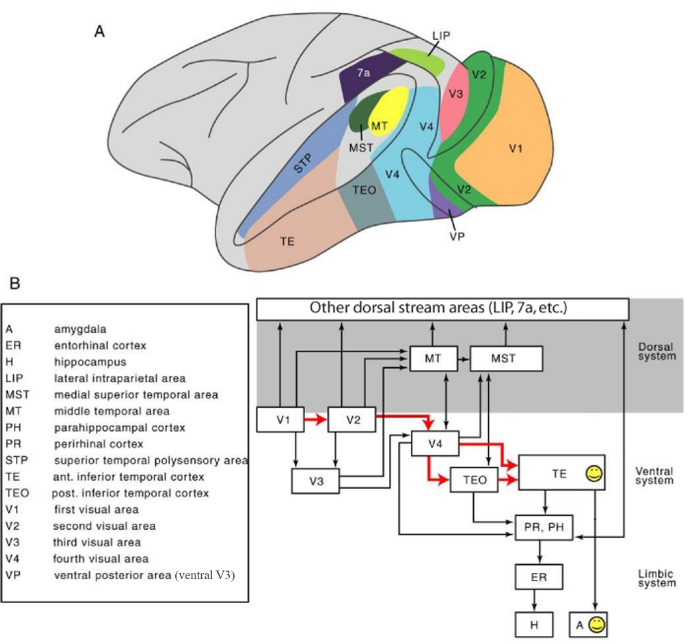 A
LIP
7a
V2
V3
MT
V4
V1
MST
STP
V4
TEO
V2
TE
VP
B
Other dorsal stream areas (LIP, 7a, etc.)
A amygdala
ER entorhinal cortex
H hippocampus
LIP lateral intraparietal area
MST medial superior temporal area
MT middle temporal area
PH parahippocampal cortex
PR perirhinal cortex
STP superior temporal polysensory area
TE ant. inferior temporal cortex
TEO post. inferior temporal cortex
V1 first visual area
V2 second visual area
V3 third visual area
V4 fourth visual area
VP ventral posterior area (ventral V3)
Dorsal
system
MT
MST
V1
V2
V4
V3
TEO
TE
Ventral
system
PR, PH
ER
Limbic
system
H
A